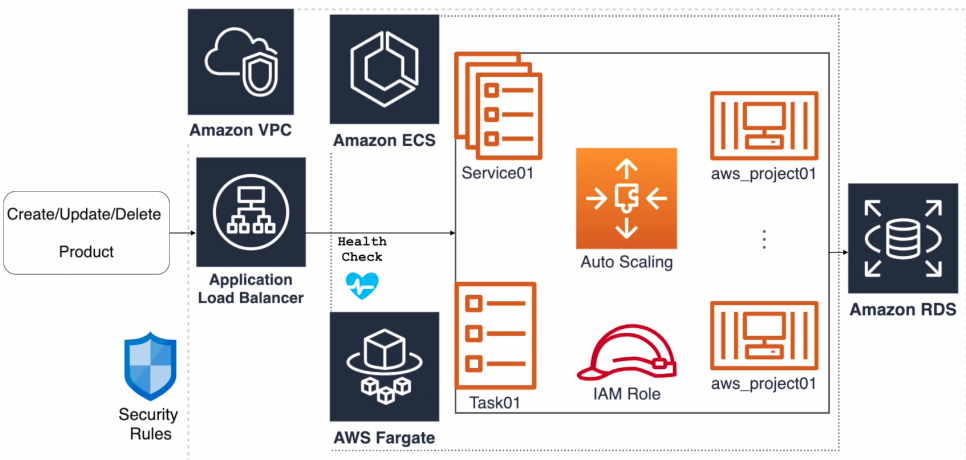 Amazon VPC
Amazon ECS
Service01
aws_project01
Create/Update/Delete
Product
Health
Check
Auto Scaling
Application
Load Balancer
Amazon RDS
Security
Rules
AWS Fargate
Task01
IAM Role
aws_project01